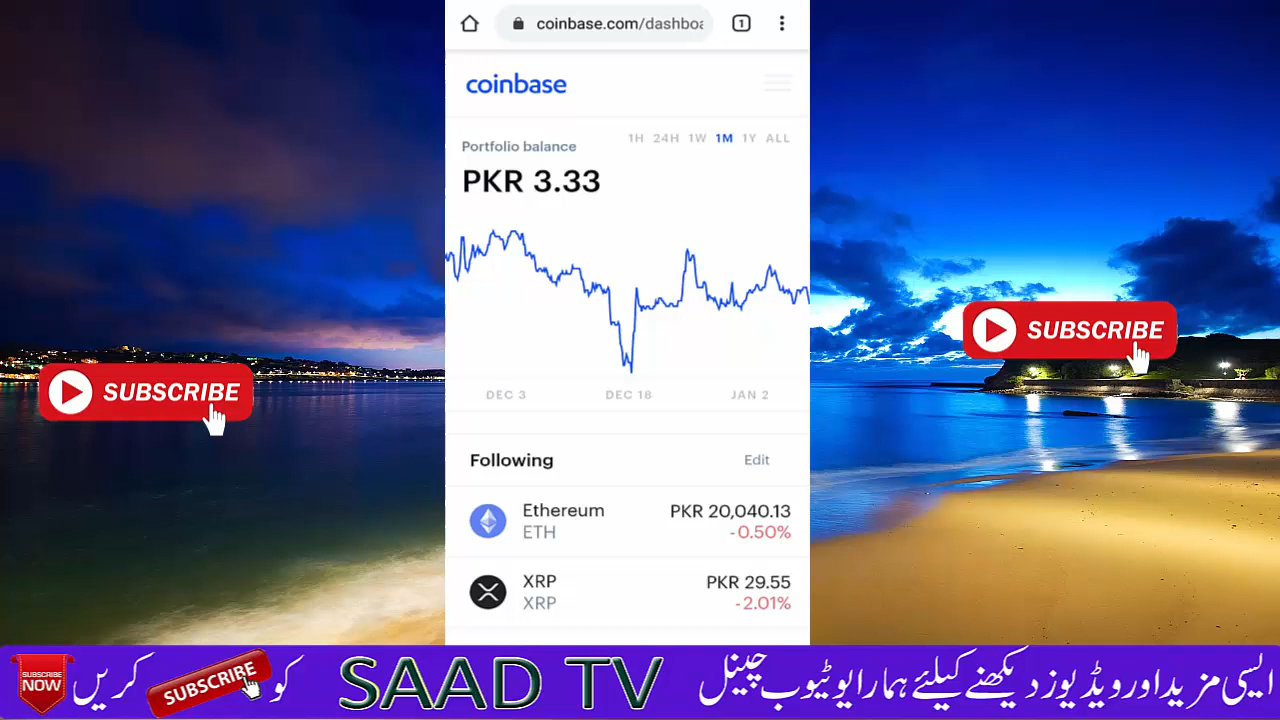 1
coinbase.com/dashboa
coinbase
1H 24H 1W 1M 1Y ALL
Portfolio balance
PKR 3.33
DEC 3 DEC 18 JAN 2
Following Edit
Ethereum PKR 20,040.13
ETH -0.50%
XRP PKR 29.55
XRP -2.01%
SUBSCRIBE
SUBSCRIBE
ایسی مزید اور ویڈیوز دیکھنے کیلئے ہمارا یوٹیوب چینل SAAD TV کو SUBSCRIBE کریں
SUBSCRIBE
NOW